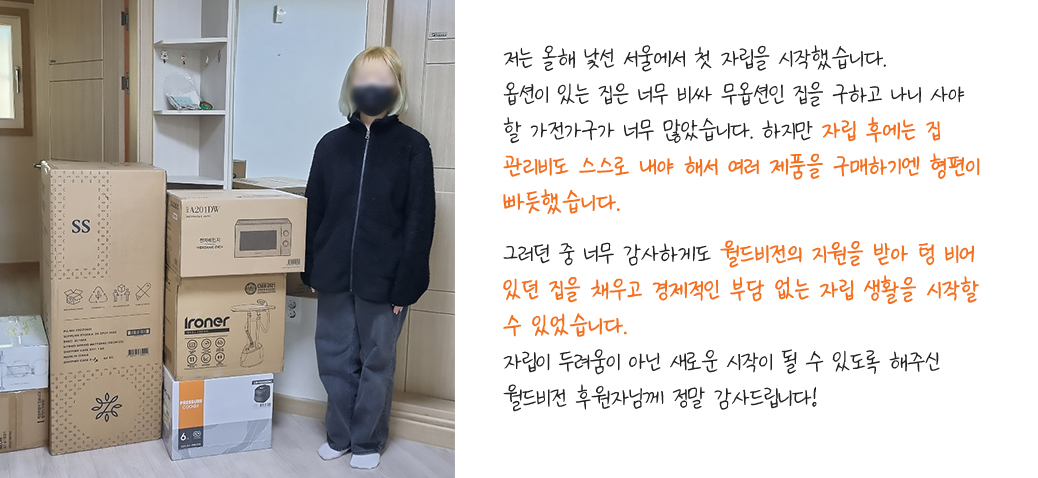 SS
A201DW
전자레인지
Ironer
PRESSURE
COOKER
6
저는 올해 낯선 서울에서 첫 자립을 시작했습니다.
옵션이 있는 집은 너무 비싸 무옵션인 집을 구하고 나니 사야
할 가전가구가 너무 많았습니다. 하지만 자립 후에는 집
관리비도 스스로 내야 해서 여러 제품을 구매하기엔 형편이
빠듯했습니다.
그러던 중 너무 감사하게도 월드비전의 지원을 받아 텅 비어
있던 집을 채우고 경제적인 부담 없는 자립 생활을 시작할
수 있었습니다.
자립이 두려움이 아닌 새로운 시작이 될 수 있도록 해주신
월드비전 후원자님께 정말 감사드립니다!